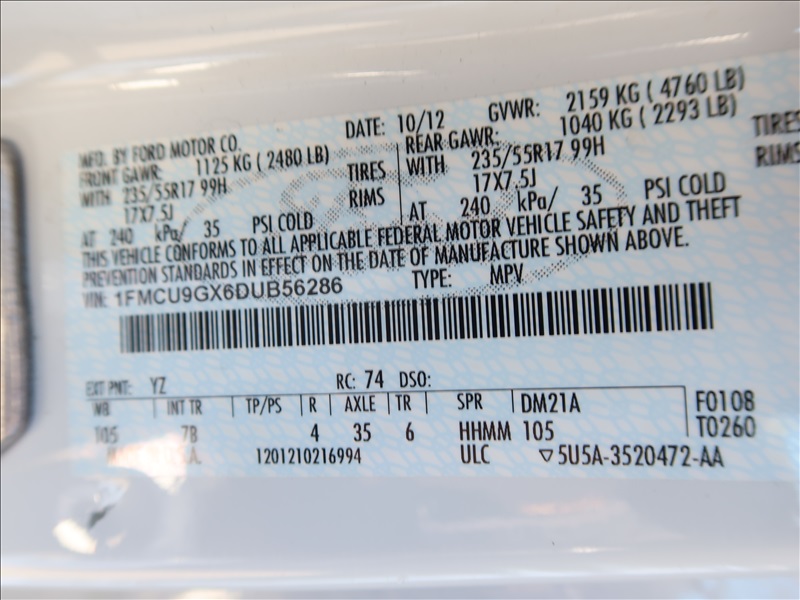 MFD. BY FORD MOTOR CO.
DATE: 10/12 GVWR: 2159 KG ( 4760 LB)
FRONT GAWR: 1125 KG ( 2480 LB) REAR GAWR: 1040 KG ( 2293 LB)
WITH 235/55R17 99H TIRES WITH 235/55R17 99H TIRES
17X7.5J RIMS 17X7.5J RIMS
AT 240 kPa/ 35 PSI COLD AT 240 kPa/ 35 PSI COLD
THIS VEHICLE CONFORMS TO ALL APPLICABLE FEDERAL MOTOR VEHICLE SAFETY AND THEFT
PREVENTION STANDARDS IN EFFECT ON THE DATE OF MANUFACTURE SHOWN ABOVE.
VIN: 1FMCU9GX6DUB56286 TYPE: MPV
EXT PNT: YZ RC: 74 DSO:
WB INT TR TP/PS R AXLE TR SPR DM21A F0108
105 7B 4 35 6 HHMM 105 T0260
1201210216994 ULC ▽5U5A-3520472-AA